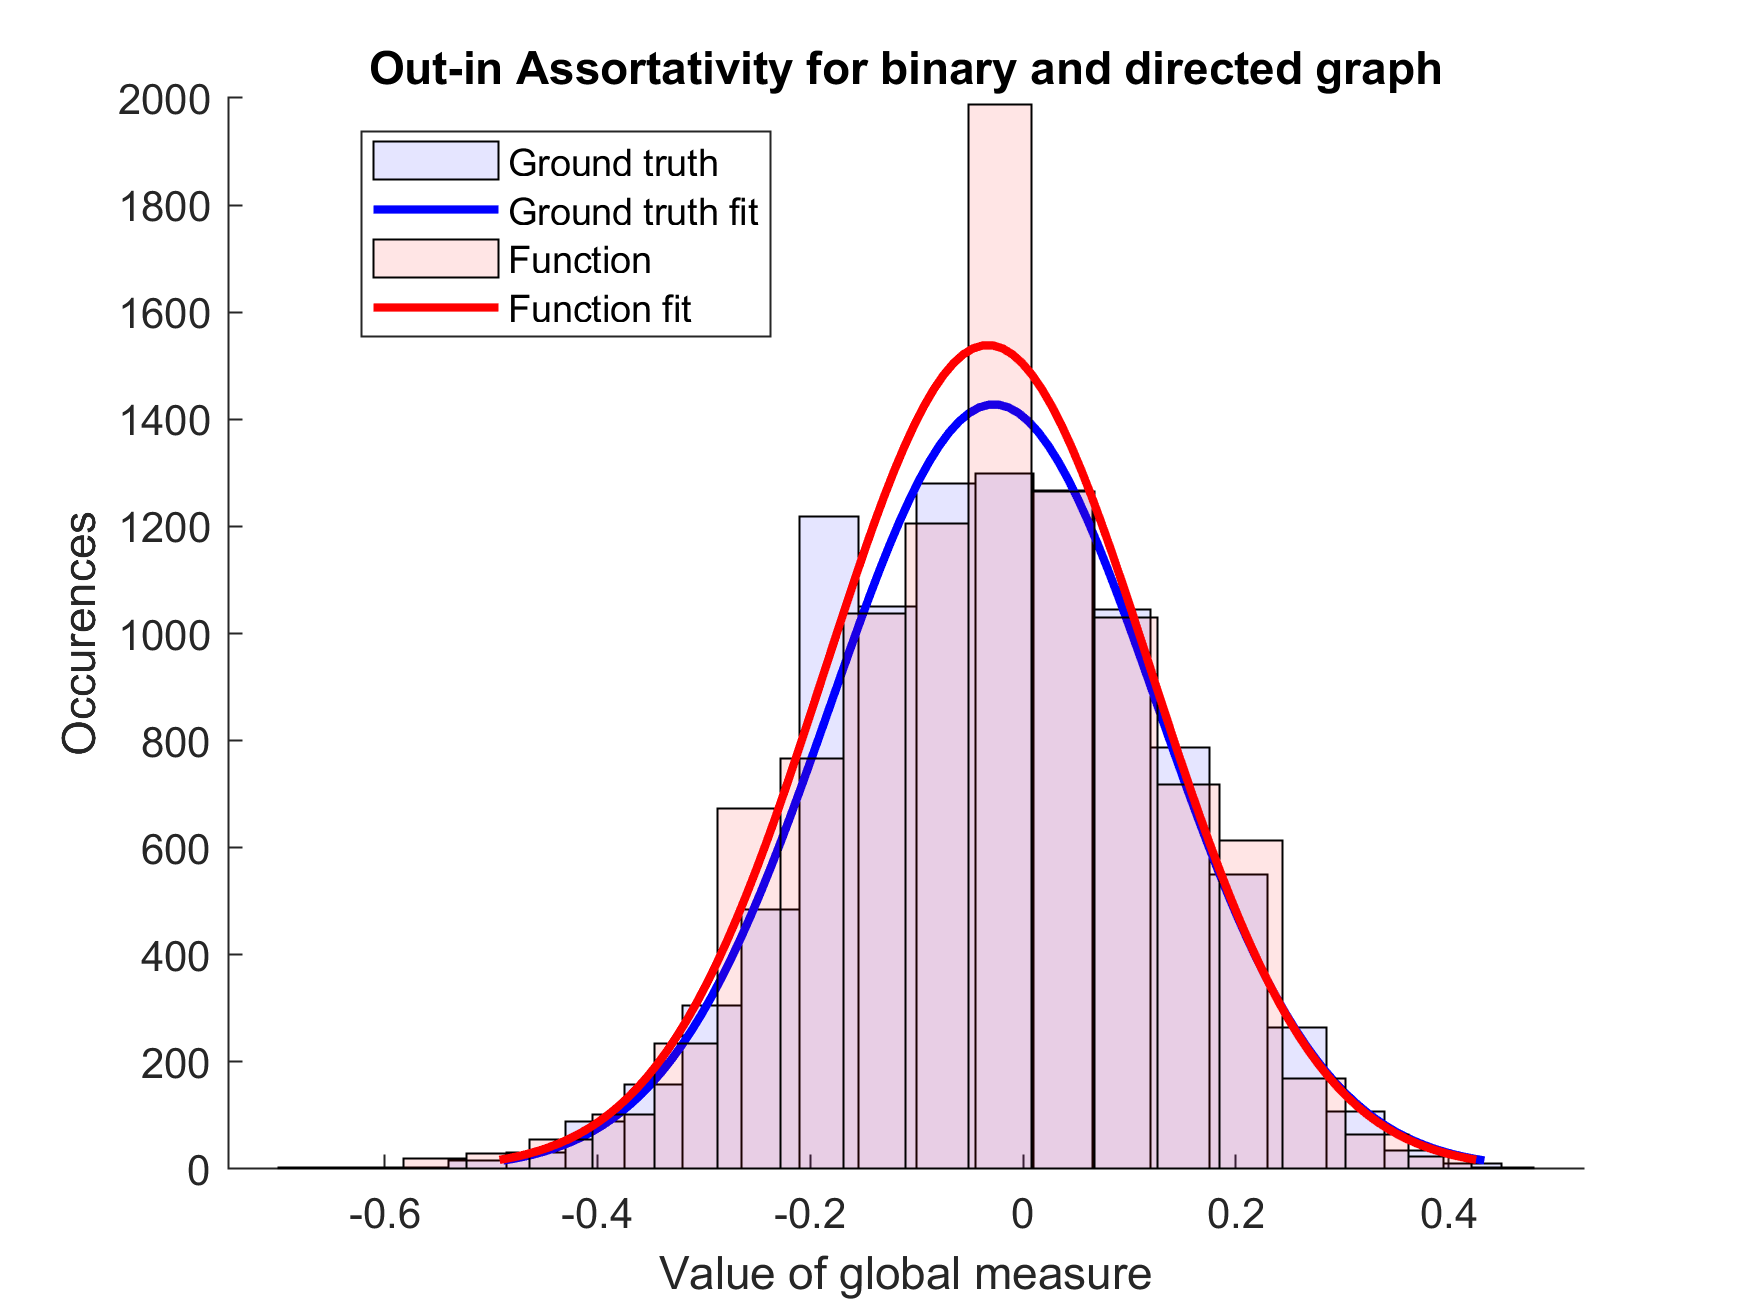 Out-in Assortativity for binary and directed graph
2000
1800
1600
1400
1200
1000
800
600
400
200
0
Occurences
Ground truth
Ground truth fit
Function
Function fit
-0.6 -0.4 -0.2 0 0.2 0.4
Value of global measure